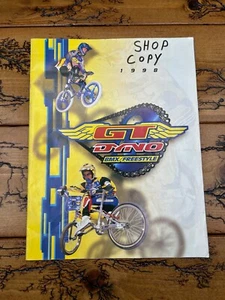 SHOP
COPY
1998
GT
DYNO
BMX/FREESTYLE